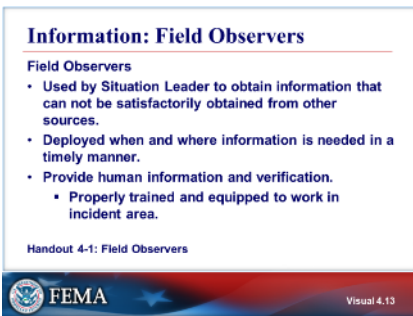 Information: Field Observers
Field Observers
• Used by Situation Leader to obtain information that
can not be satisfactorily obtained from other
sources.
• Deployed when and where information is needed in a
timely manner.
• Provide human information and verification.
▪ Properly trained and equipped to work in
incident area.
Handout 4-1: Field Observers
FEMA
Visual 4.13